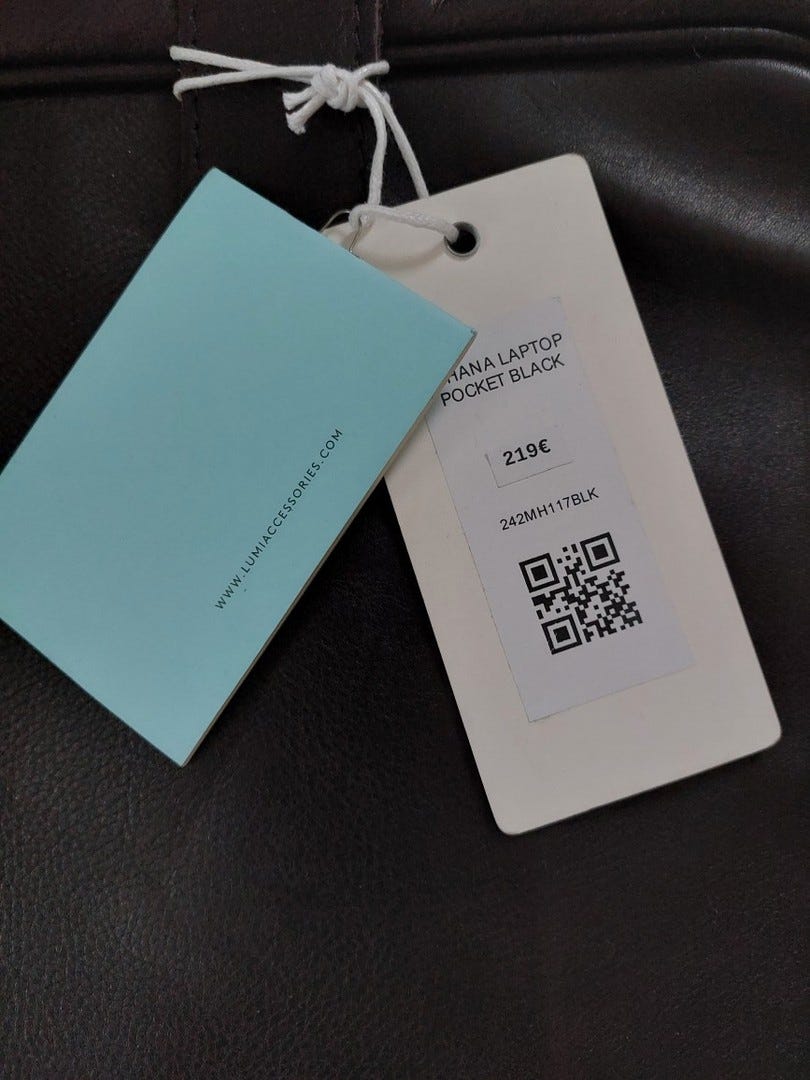 WWW.LUMIACCESSORIES.COM
HANA LAPTOP
POCKET BLACK
219€
242MH117BLK